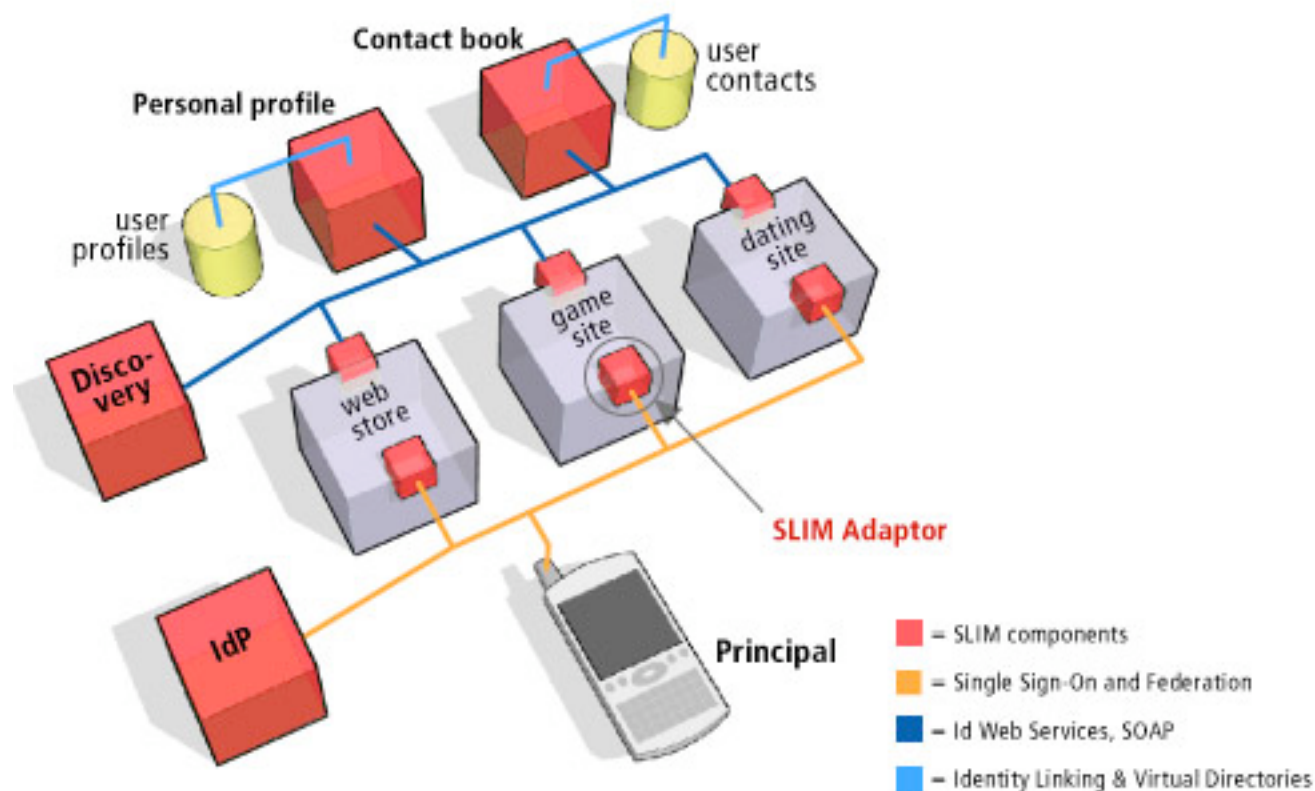 Contact book
user
contacts
Personal profile
user
profiles
dating
site
game
site
Disco-
very
web
store
SLIM Adaptor
IdP
Principal
= SLIM components
= Single Sign-On and Federation
= Id Web Services, SOAP
= Identity Linking & Virtual Directories